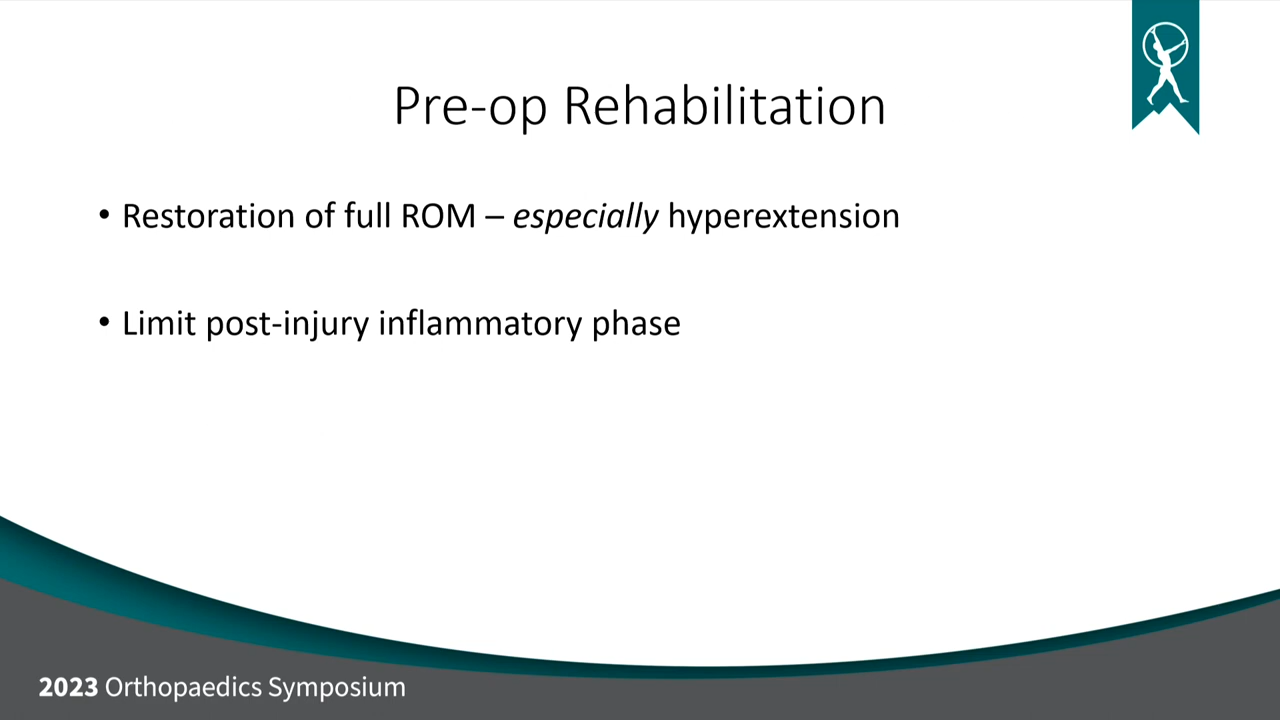 Pre-op Rehabilitation
• Restoration of full ROM – especially hyperextension
• Limit post-injury inflammatory phase
2023 Orthopaedics Symposium